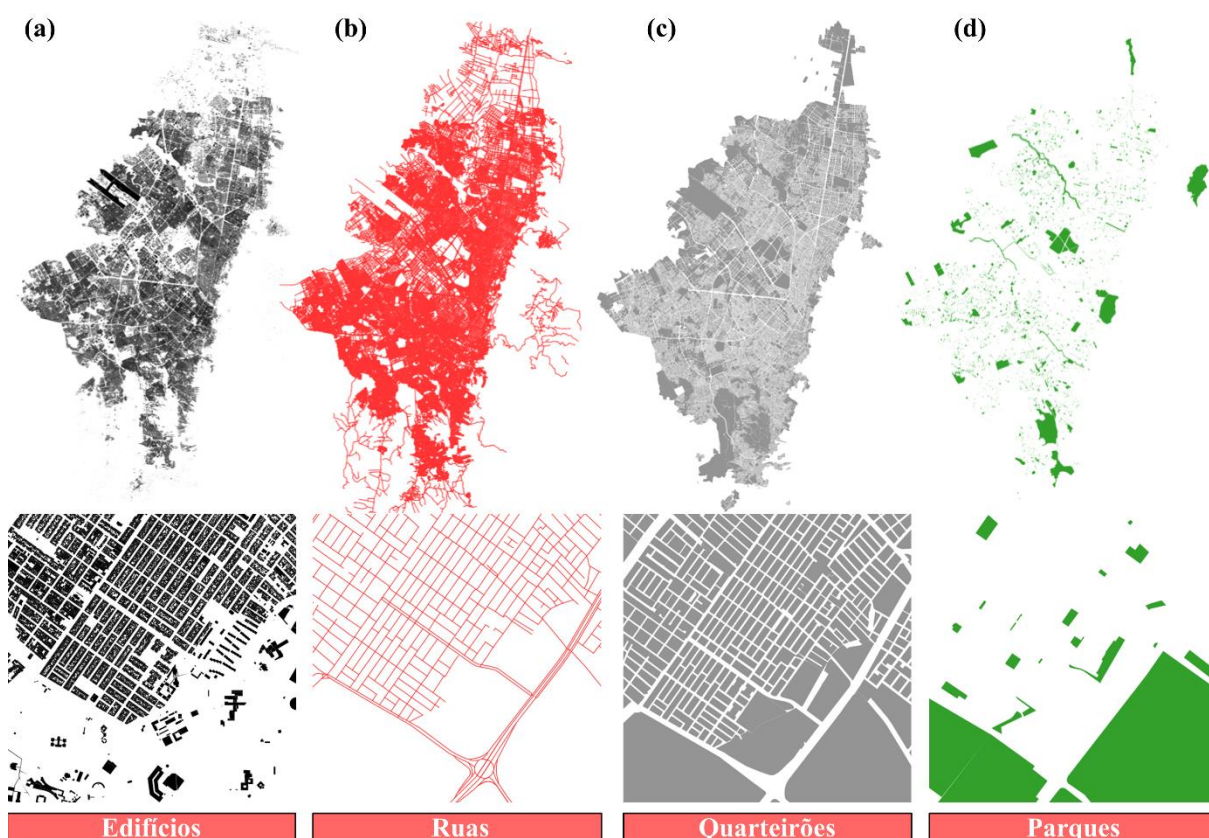 (a)
(b)
(c)
(d)
Edifícios
Ruas
Quarteirões
Parques